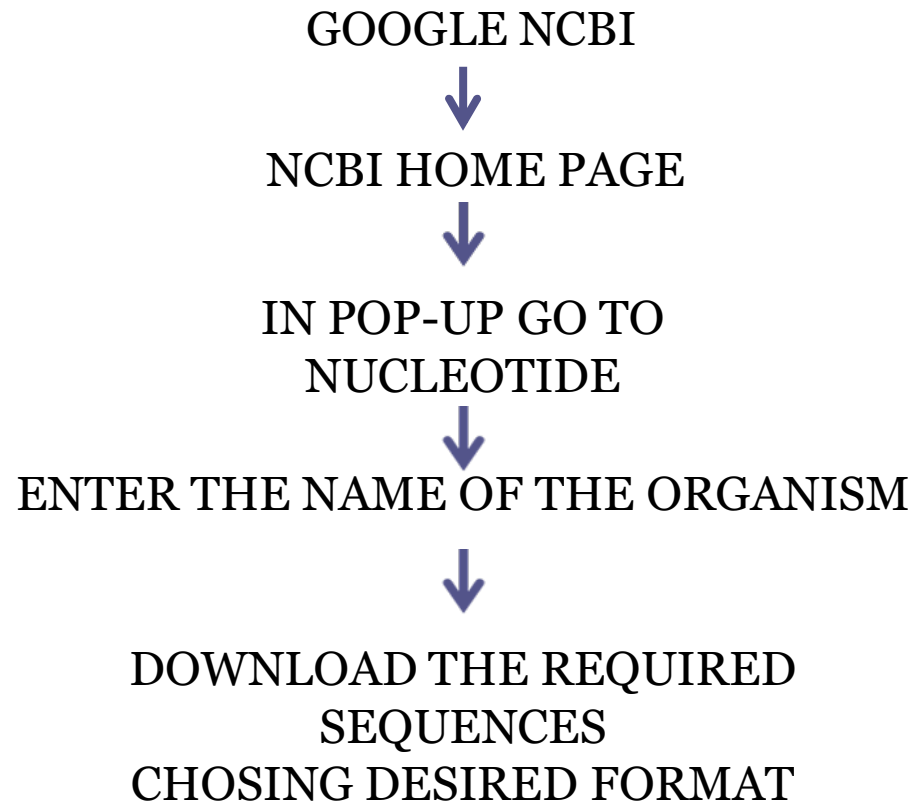 GOOGLE NCBI
NCBI HOME PAGE
IN POP-UP GO TO
NUCLEOTIDE
ENTER THE NAME OF THE ORGANISM
DOWNLOAD THE REQUIRED
SEQUENCES
CHOSING DESIRED FORMAT